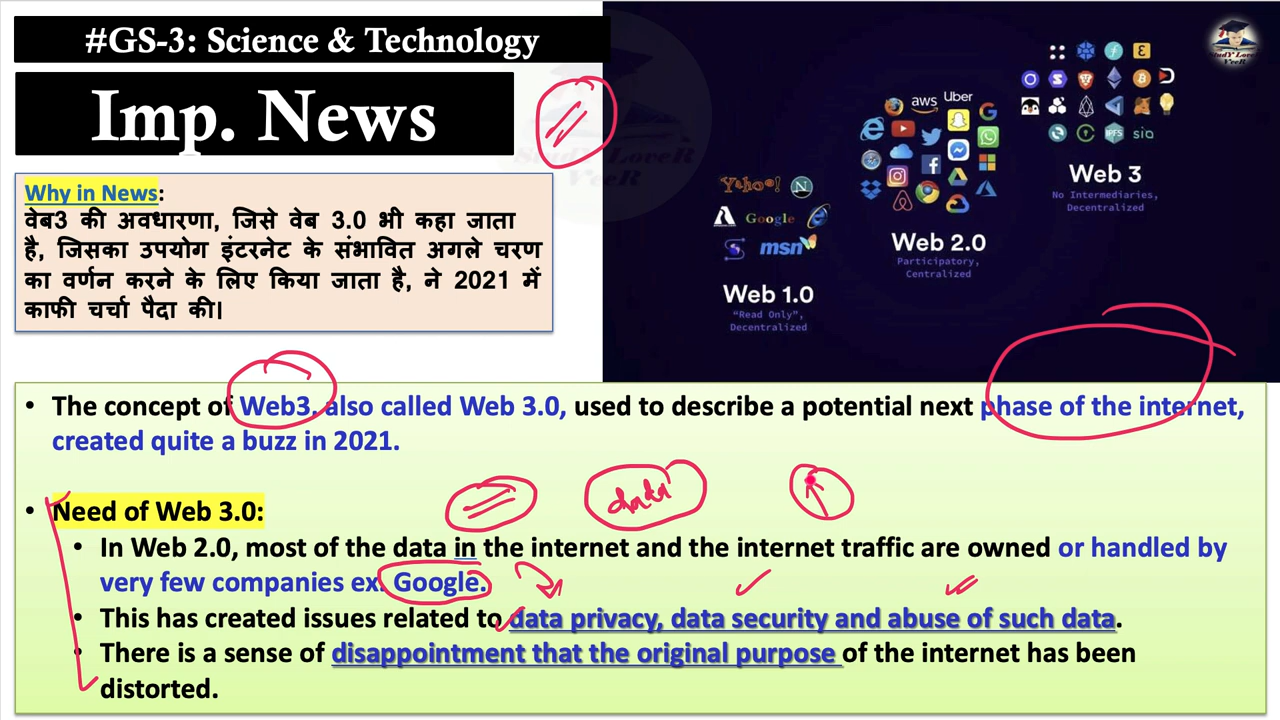 #GS-3: Science & Technology
Imp. News
StudY LoveR
VeeR
Why in News:
वेब3 की अवधारणा, जिसे वेब 3.0 भी कहा जाता
है, जिसका उपयोग इंटरनेट के संभावित अगले चरण
का वर्णन करने के लिए किया जाता है, ने 2021 में
काफी चर्चा पैदा की।
StudY LoveR
VeeR
Yahoo!
N
Google
msn
Web 1.0
"Read Only",
Decentralized
aws
Uber
Web 2.0
Participatory,
Centralized
IPFS
sia
Web 3
No Intermediaries,
Decentralized
• The concept of Web3, also called Web 3.0, used to describe a potential next phase of the internet,
created quite a buzz in 2021.
data
• Need of Web 3.0:
• In Web 2.0, most of the data in the internet and the internet traffic are owned or handled by
very few companies ex. Google.
• This has created issues related to data privacy, data security and abuse of such data.
• There is a sense of disappointment that the original purpose of the internet has been
distorted.